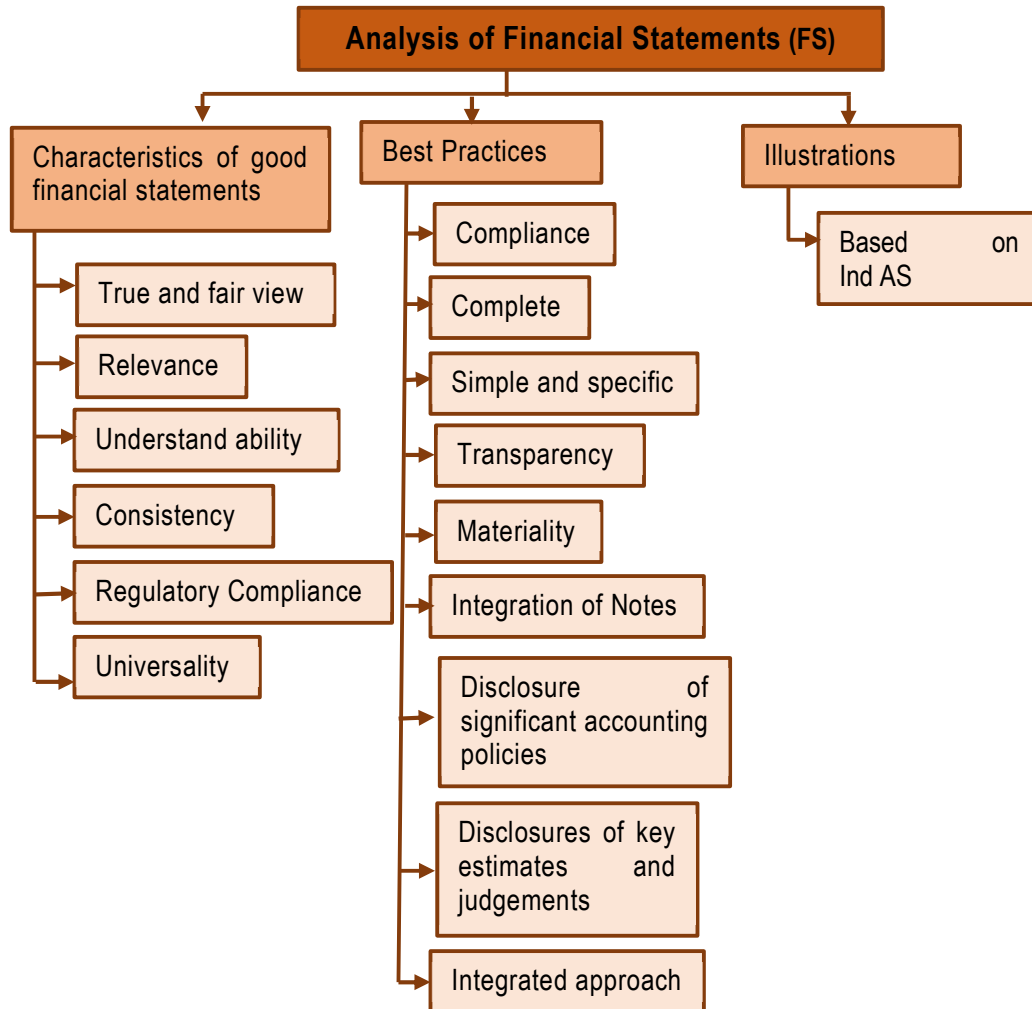 Analysis of Financial Statements (FS)
Characteristics of good
financial statements
True and fair view
Relevance
Understand ability
Consistency
Regulatory Compliance
Universality
Best Practices
Compliance
Complete
Simple and specific
Transparency
Materiality
Integration of Notes
Disclosure of
significant accounting
policies
Disclosures of key
estimates and
judgements
Integrated approach
Illustrations
Based on
Ind AS